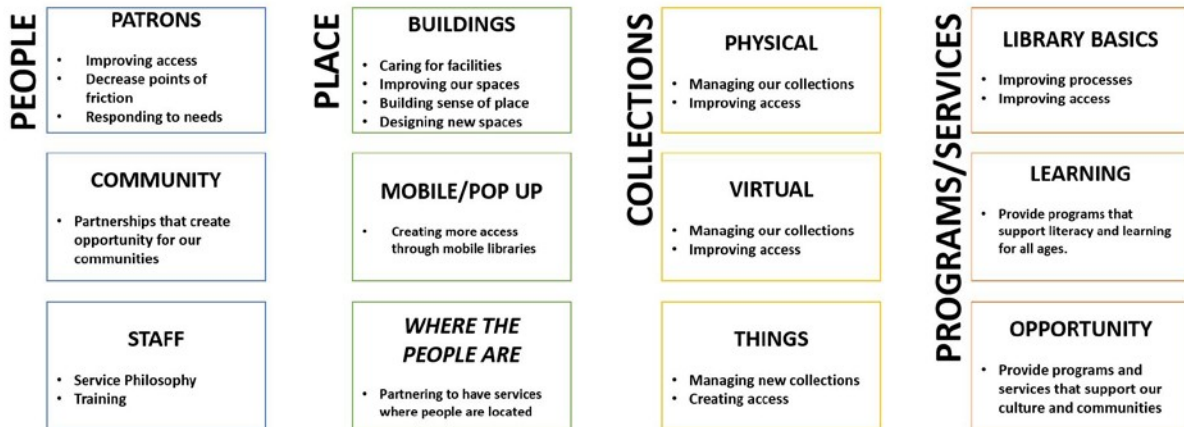 PEOPLE
PATRONS
• Improving access
• Decrease points of
friction
• Responding to needs
COMMUNITY
• Partnerships that create
opportunity for our
communities
STAFF
• Service Philosophy
• Training
PLACE
BUILDINGS
• Caring for facilities
• Improving our spaces
• Building sense of place
• Designing new spaces
MOBILE/POP UP
• Creating more access
through mobile libraries
WHERE THE
PEOPLE ARE
• Partnering to have services
where people are located
COLLECTIONS
PHYSICAL
• Managing our collections
• Improving access
VIRTUAL
• Managing our collections
• Improving access
THINGS
• Managing new collections
• Creating access
PROGRAMS/SERVICES
LIBRARY BASICS
• Improving processes
• Improving access
LEARNING
• Provide programs that
support literacy and learning
for all ages.
OPPORTUNITY
• Provide programs and
services that support our
culture and communities